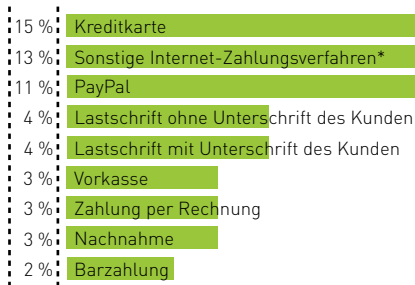 15 % Kreditkarte
13 % Sonstige Internet-Zahlungsverfahren*
11 % PayPal
4 % Lastschrift ohne Unterschrift des Kunden
4 % Lastschrift mit Unterschrift des Kunden
3 % Vorkasse
3 % Zahlung per Rechnung
3 % Nachnahme
2 % Barzahlung